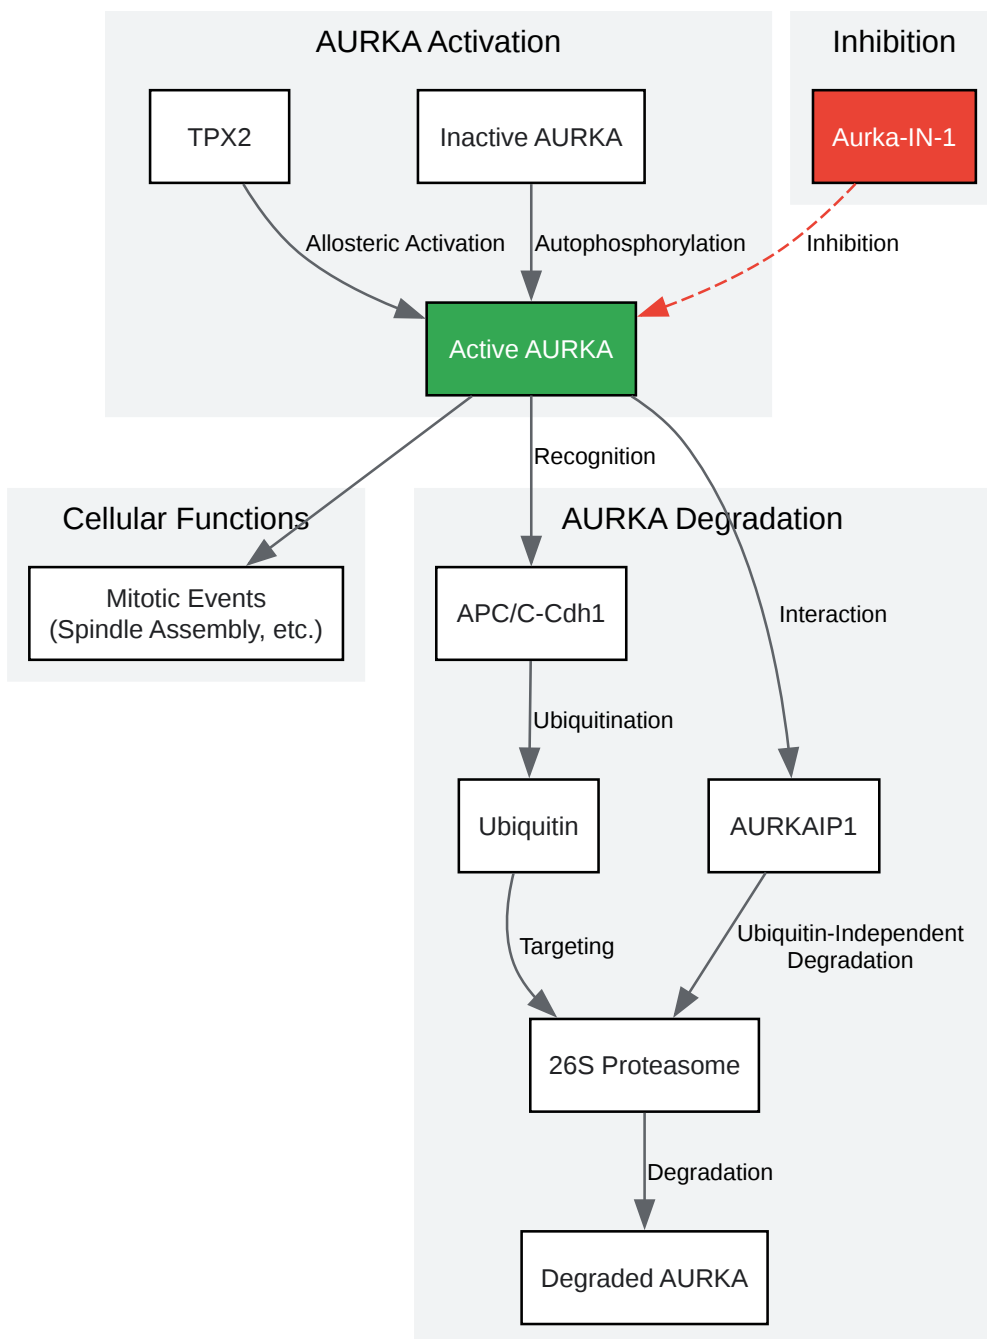 AURKA Activation
Inhibition
TPX2
Inactive AURKA
Aurka-IN-1
Allosteric Activation
Autophosphorylation
Inhibition
Active AURKA
Recognition
Cellular Functions
AURKA Degradation
Mitotic Events
(Spindle Assembly, etc.)
APC/C-Cdh1
Interaction
Ubiquitination
Ubiquitin
AURKAIP1
Targeting
Ubiquitin-Independent
Degradation
26S Proteasome
Degradation
Degraded AURKA